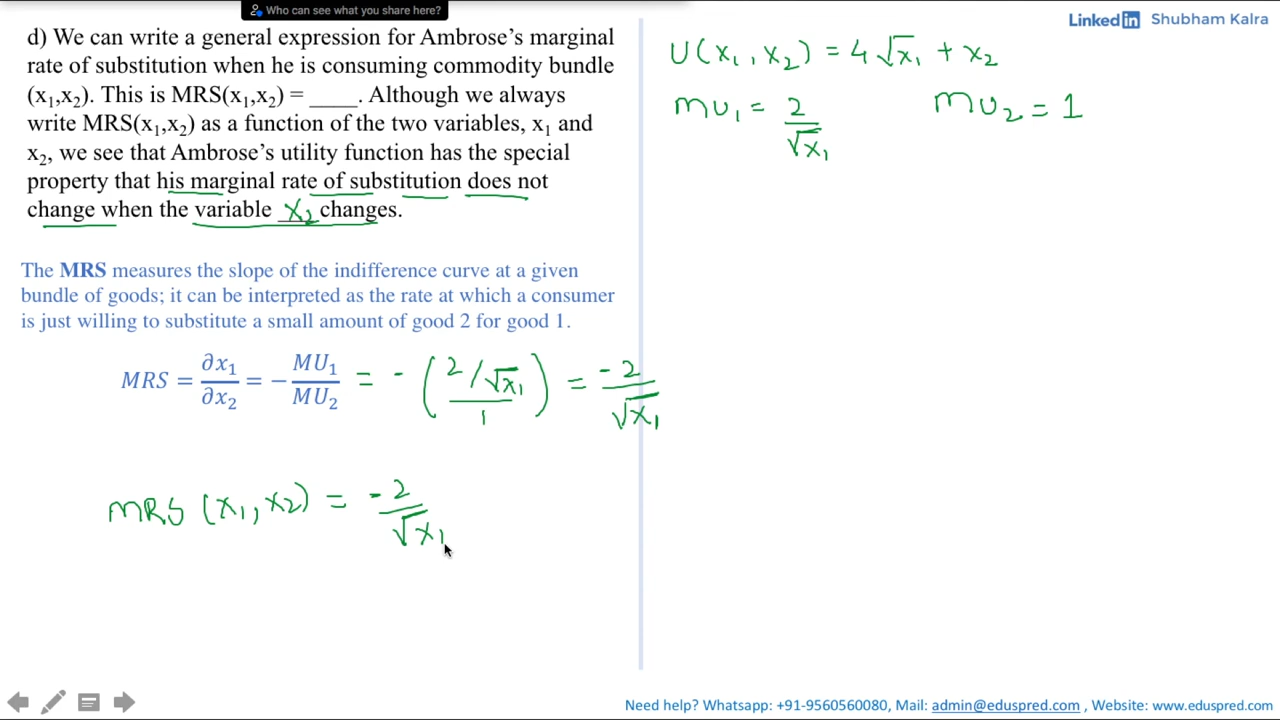 Who can see what you share here?
Linked in Shubham Kalra
d) We can write a general expression for Ambrose's marginal
rate of substitution when he is consuming commodity bundle
(x₁,x₂). This is MRS(x₁,x₂) = ____. Although we always
write MRS(x₁,x₂) as a function of the two variables, x₁ and
x₂, we see that Ambrose's utility function has the special
property that his marginal rate of substitution does not
change when the variable x₂ changes.
The MRS measures the slope of the indifference curve at a given
bundle of goods; it can be interpreted as the rate at which a consumer
is just willing to substitute a small amount of good 2 for good 1.
MRS = ∂x₁/∂x₂ = - MU₁/MU₂ = - ( (2/√x₁) / 1 ) = -2/√x₁
MRS (x₁, x₂) = -2/√x₁
U(x₁, x₂) = 4√x₁ + x₂
MU₁ = 2/√x₁ MU₂ = 1
Need help? Whatsapp: +91-9560560080, Mail: admin@eduspred.com , Website: www.eduspred.com